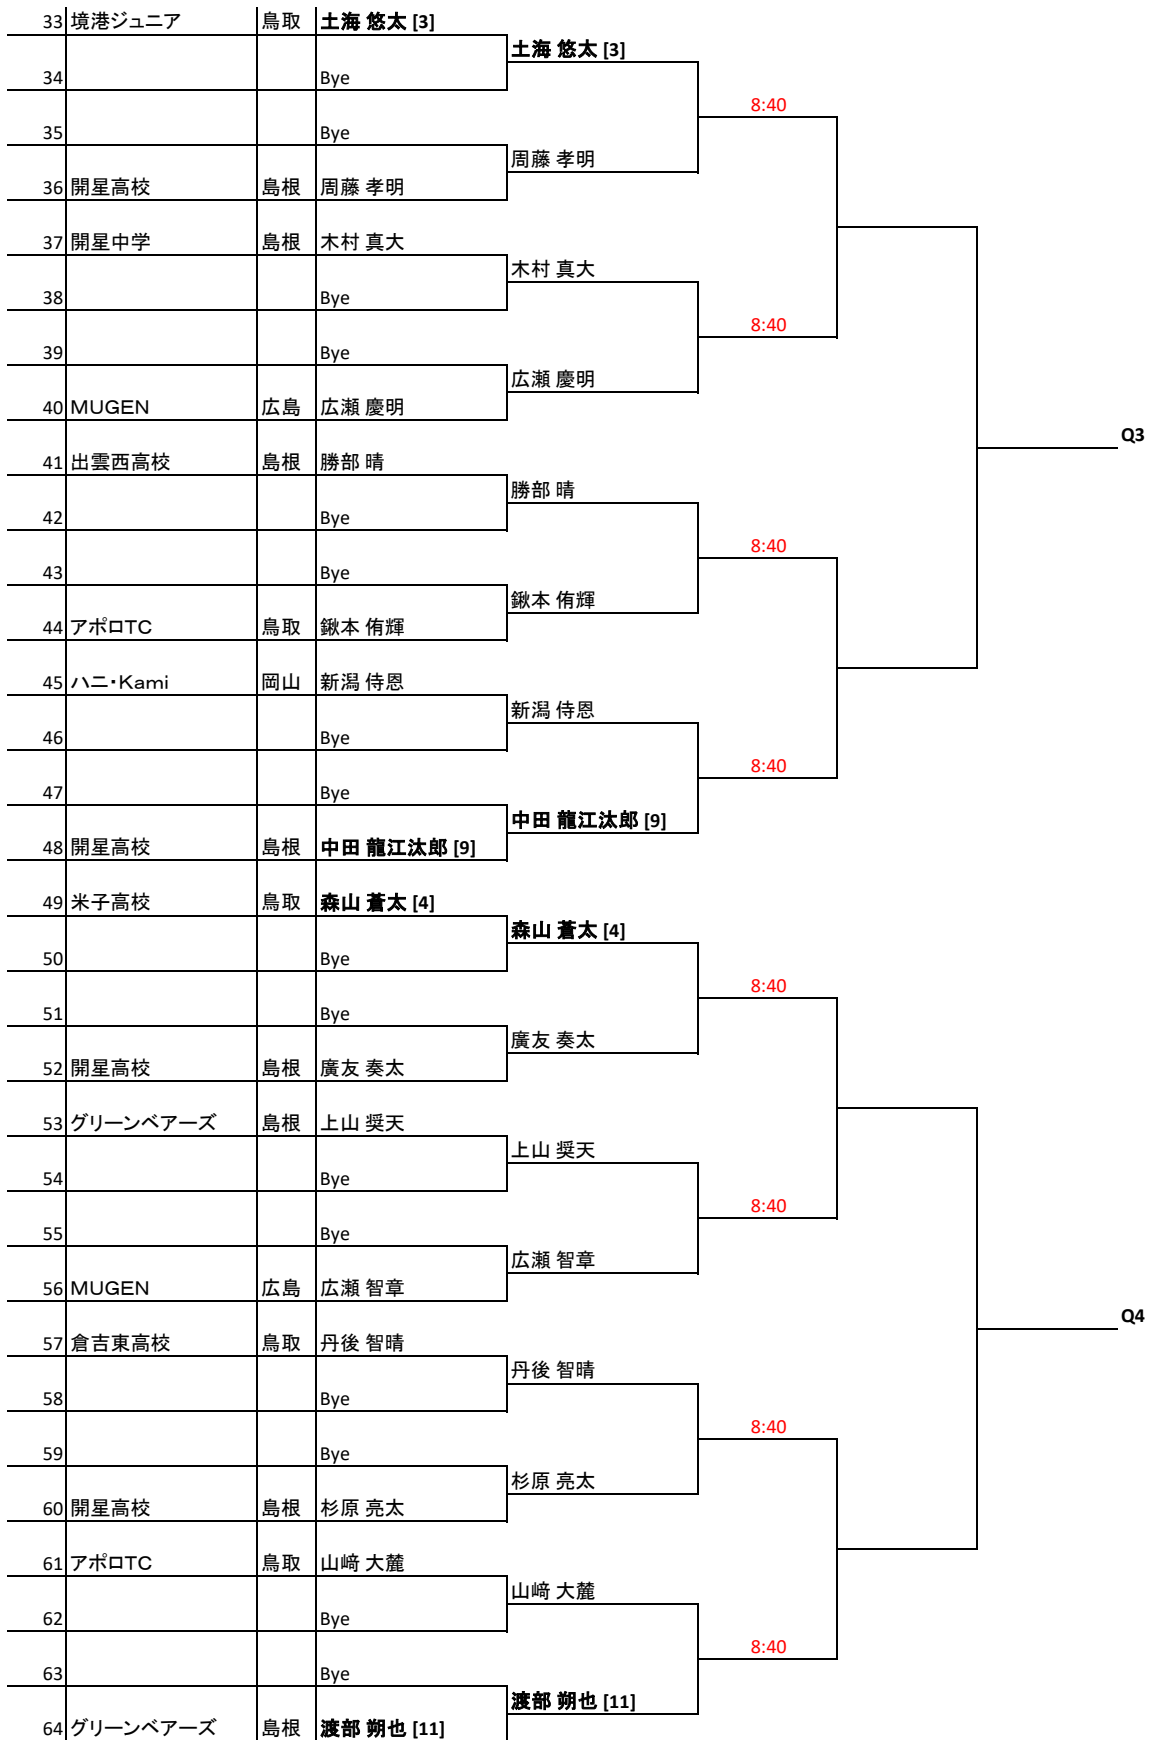 33 境港ジュニア 鳥取 土海 悠太 [3]
土海 悠太 [3]
34 Bye
8:40
35 Bye
周藤 孝明
36 開星高校 島根 周藤 孝明
37 開星中学 島根 木村 真大
木村 真大
38 Bye
8:40
39 Bye
広瀬 慶明
40 MUGEN 広島 広瀬 慶明
Q3
41 出雲西高校 島根 勝部 晴
勝部 晴
42 Bye
8:40
43 Bye
鍬本 侑輝
44 アポロTC 鳥取 鍬本 侑輝
45 ハニ・Kami 岡山 新潟 侍恩
新潟 侍恩
46 Bye
8:40
47 Bye
中田 龍江汰郎 [9]
48 開星高校 島根 中田 龍江汰郎 [9]
49 米子高校 鳥取 森山 蒼太 [4]
森山 蒼太 [4]
50 Bye
8:40
51 Bye
廣友 奏太
52 開星高校 島根 廣友 奏太
53 グリーンベアーズ 島根 上山 奨天
上山 奨天
54 Bye
8:40
55 Bye
広瀬 智章
56 MUGEN 広島 広瀬 智章
Q4
57 倉吉東高校 鳥取 丹後 智晴
丹後 智晴
58 Bye
8:40
59 Bye
杉原 亮太
60 開星高校 島根 杉原 亮太
61 アポロTC 鳥取 山﨑 大麓
山﨑 大麓
62 Bye
8:40
63 Bye
渡部 朔也 [11]
64 グリーンベアーズ 島根 渡部 朔也 [11]